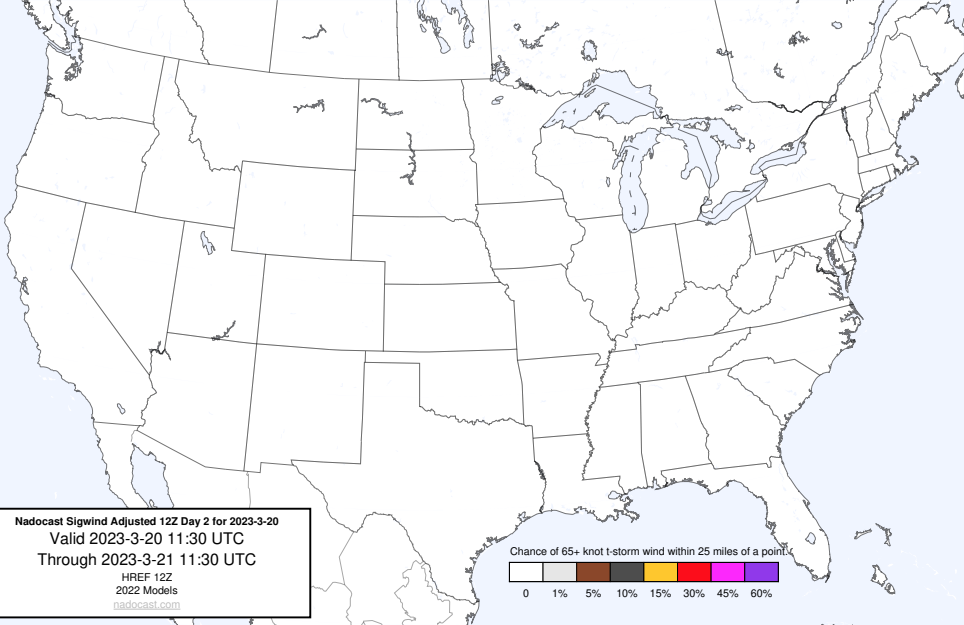 Nadocast Sigwind Adjusted 12Z Day 2 for 2023-3-20
Valid 2023-3-20 11:30 UTC
Through 2023-3-21 11:30 UTC
HREF 12Z
2022 Models
nadocast.com
Chance of 65+ knot t-storm wind within 25 miles of a point.
0 1% 5% 10% 15% 30% 45% 60%